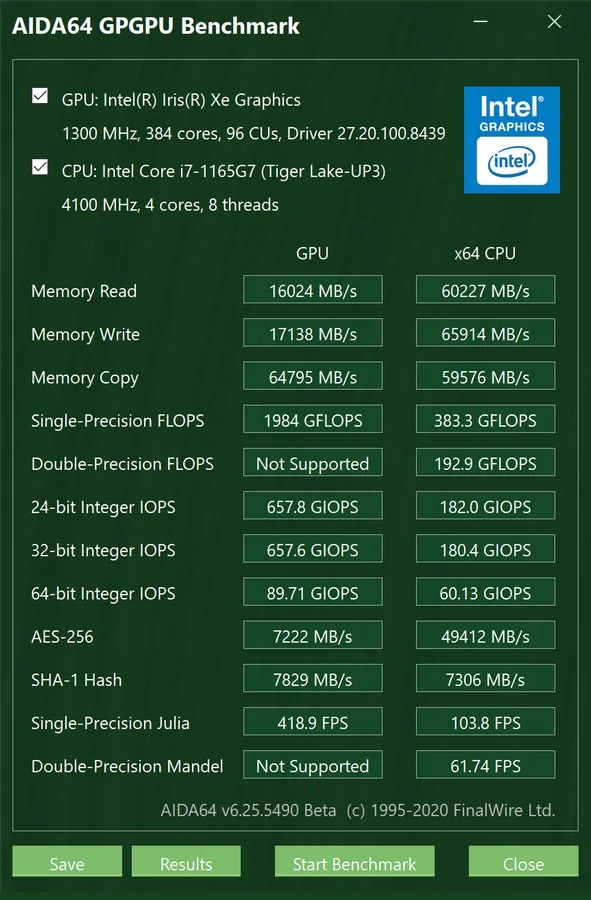 AIDA64 GPGPU Benchmark
GPU: Intel(R) Iris(R) Xe Graphics
1300 MHz, 384 cores, 96 CUs, Driver 27.20.100.8439
CPU: Intel Core i7-1165G7 (Tiger Lake-UP3)
4100 MHz, 4 cores, 8 threads
Intel®
GRAPHICS
intel)
GPU x64 CPU
Memory Read 16024 MB/s 60227 MB/s
Memory Write 17138 MB/s 65914 MB/s
Memory Copy 64795 MB/s 59576 MB/s
Single-Precision FLOPS 1984 GFLOPS 383.3 GFLOPS
Double-Precision FLOPS Not Supported 192.9 GFLOPS
24-bit Integer IOPS 657.8 GIOPS 182.0 GIOPS
32-bit Integer IOPS 657.6 GIOPS 180.4 GIOPS
64-bit Integer IOPS 89.71 GIOPS 60.13 GIOPS
AES-256 7222 MB/s 49412 MB/s
SHA-1 Hash 7829 MB/s 7306 MB/s
Single-Precision Julia 418.9 FPS 103.8 FPS
Double-Precision Mandel Not Supported 61.74 FPS
AIDA64 v6.25.5490 Beta (c) 1995-2020 FinalWire Ltd.
Save Results Start Benchmark Close